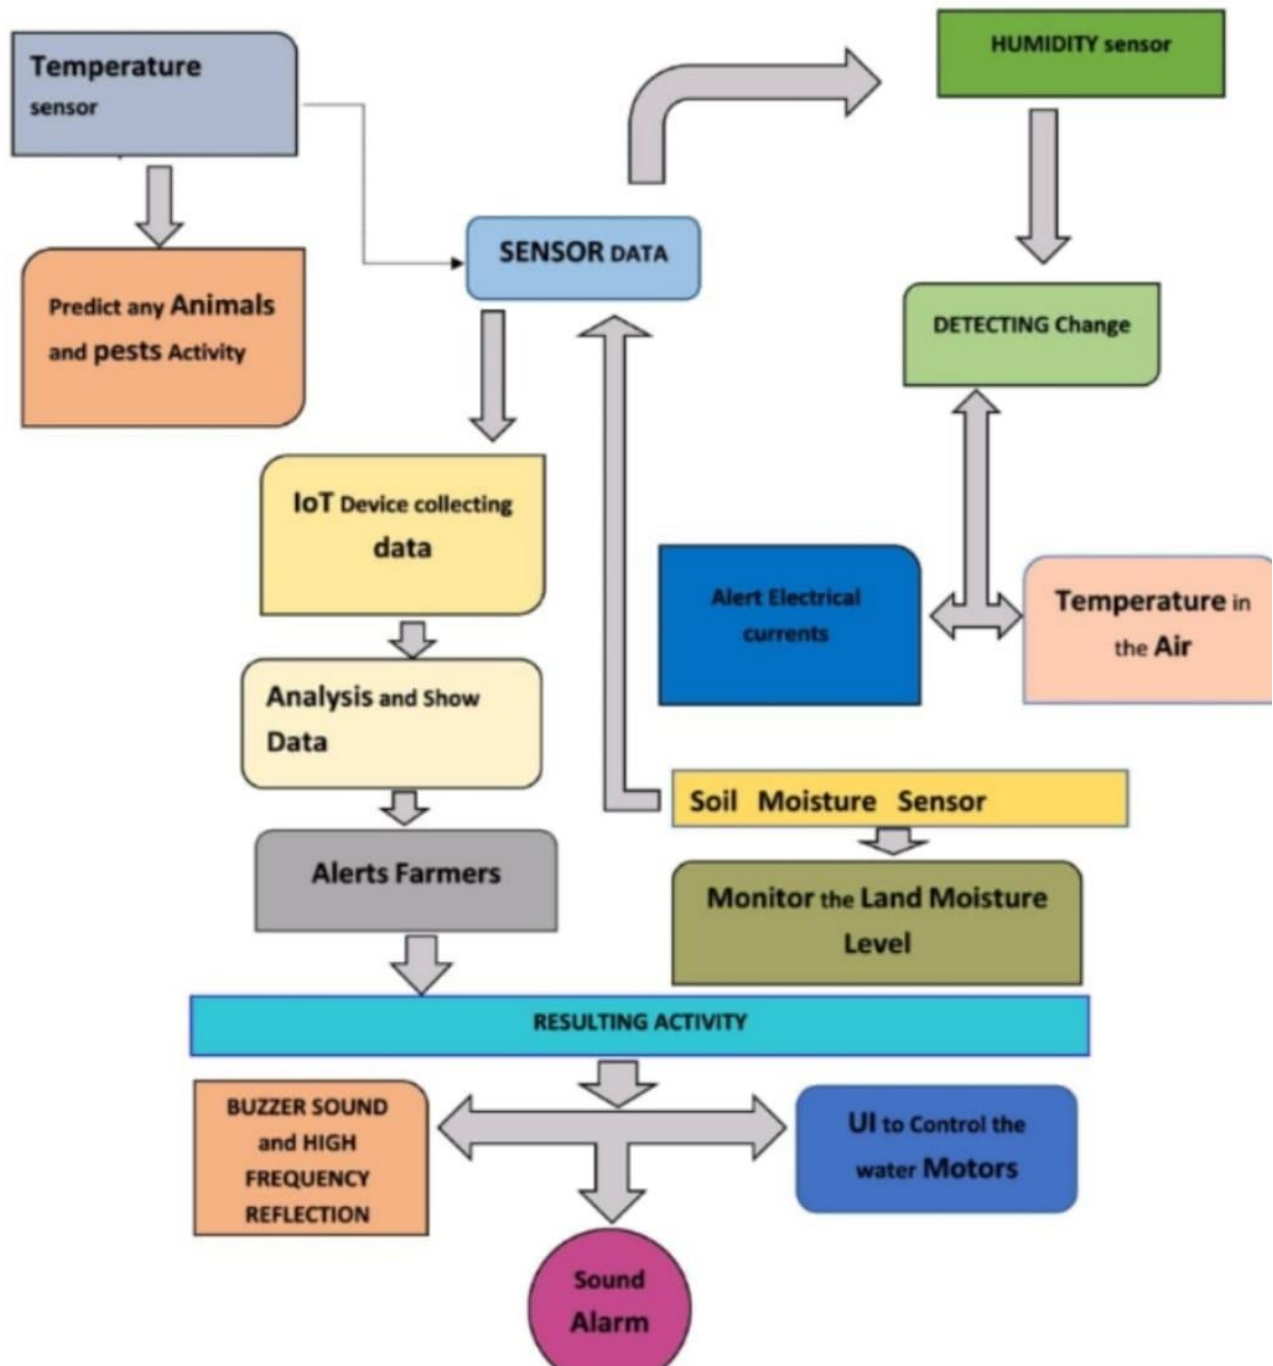 Temperature
sensor
HUMIDITY sensor
SENSOR DATA
Predict any Animals
and pests Activity
DETECTING Change
IoT Device collecting
data
Alert Electrical
currents
Temperature in
the Air
Analysis and Show
Data
Soil Moisture Sensor
Alerts Farmers
Monitor the Land Moisture
Level
RESULTING ACTIVITY
BUZZER SOUND
and HIGH
FREQUENCY
REFLECTION
UI to Control the
water Motors
Sound
Alarm